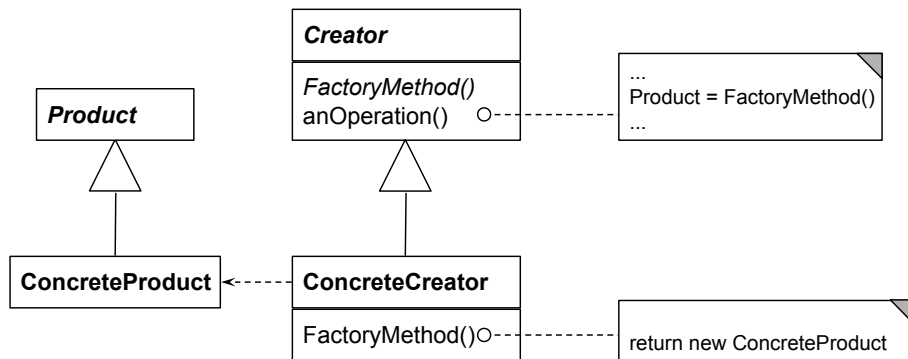 Creator
FactoryMethod()
anOperation()
...
Product = FactoryMethod()
...
Product
ConcreteProduct
ConcreteCreator
FactoryMethod()
return new ConcreteProduct